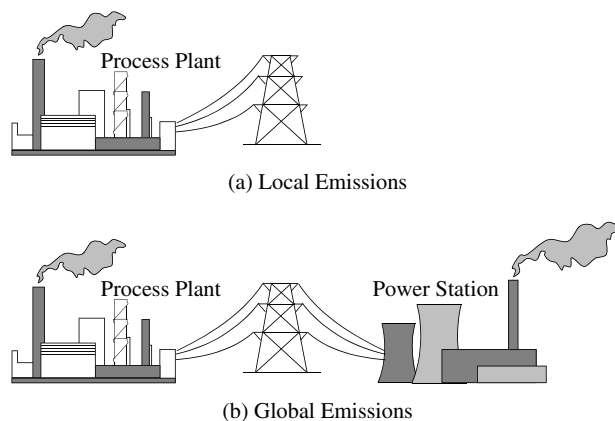 Process Plant
(a) Local Emissions
Process Plant
Power Station
(b) Global Emissions